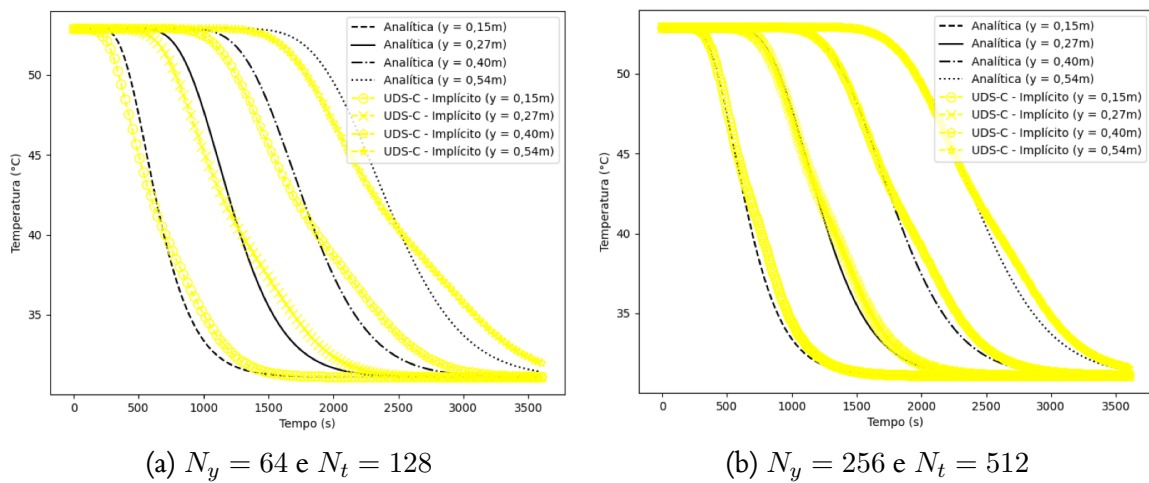 50
45
40
35
Temperatura (°C)
0
500
1000
1500
2000
2500
3000
3500
Tempo (s)
Analítica (y = 0,15m)
Analítica (y = 0,27m)
Analítica (y = 0,40m)
Analítica (y = 0,54m)
UDS-C - Implícito (y = 0,15m)
UDS-C - Implícito (y = 0,27m)
UDS-C - Implícito (y = 0,40m)
UDS-C - Implícito (y = 0,54m)
(a) N_y = 64 e N_t = 128
50
45
40
35
Temperatura (°C)
0
500
1000
1500
2000
2500
3000
3500
Tempo (s)
Analítica (y = 0,15m)
Analítica (y = 0,27m)
Analítica (y = 0,40m)
Analítica (y = 0,54m)
UDS-C - Implícito (y = 0,15m)
UDS-C - Implícito (y = 0,27m)
UDS-C - Implícito (y = 0,40m)
UDS-C - Implícito (y = 0,54m)
(b) N_y = 256 e N_t = 512